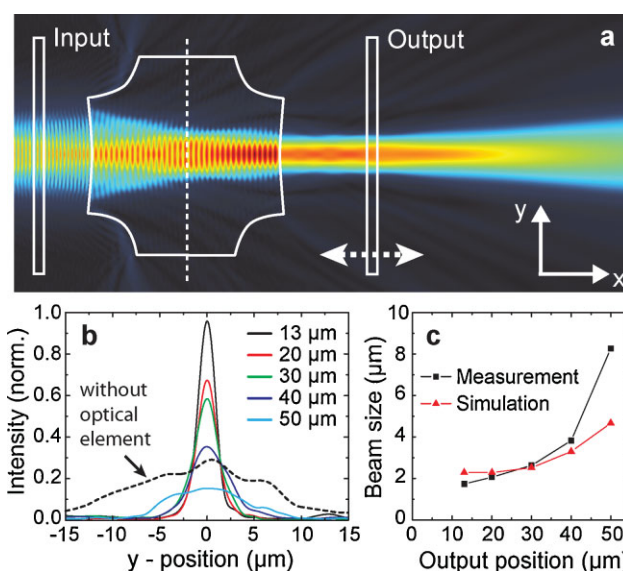 Input
Output
a
y
x
b
Intensity (norm.)
1.0
0.8
0.6
0.4
0.2
0.0
without
optical
element
13 µm
20 µm
30 µm
40 µm
50 µm
-15 -10 -5 0 5 10 15
y - position (µm)
c
Beam size (µm)
10
8
6
4
2
0
Measurement
Simulation
10 20 30 40 50
Output position (µm)